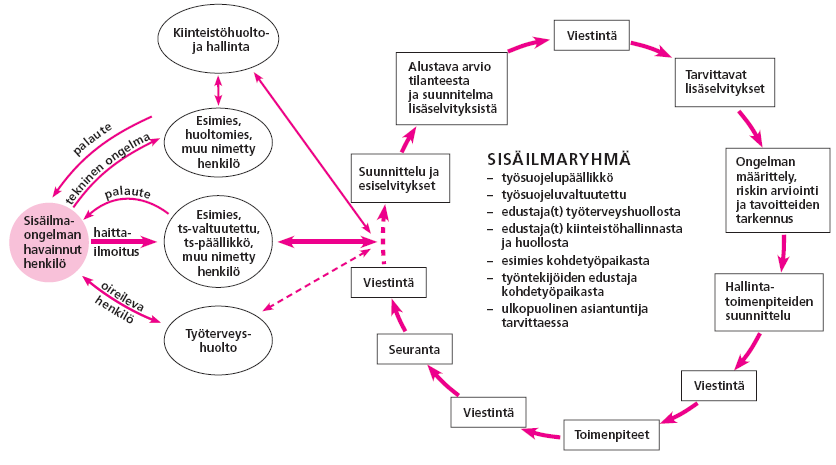 Kiinteistöhuolto-
ja hallinta
Esimies,
huoltomies,
muu nimetty
henkilö
palaute
tekninen ongelma
palaute
Sisäilma-
ongelman
havainnut
henkilö
haitta-
ilmoitus
Esimies,
ts-valtuutettu,
ts-päällikkö,
muu nimetty
henkilö
oireileva
henkilö
Työterveys-
huolto
Viestintä
Suunnittelu ja
esiselvitykset
Alustava arvio
tilanteesta
ja suunnitelma
lisäselvityksistä
Viestintä
Tarvittavat
lisäselvitykset
Ongelman
määrittely,
riskin arviointi
ja tavoitteiden
tarkennus
Hallinta-
toimenpiteiden
suunnittelu
Viestintä
Toimenpiteet
Viestintä
Seuranta
SISÄILMARYHMÄ
– työsuojelupäällikkö
– työsuojeluvaltuutettu
– edustaja(t) työterveyshuollosta
– edustaja(t) kiinteistöhallinnasta
ja huollosta
– esimies kohdetyöpaikasta
– työntekijöiden edustaja
kohdetyöpaikasta
– ulkopuolinen asiantuntija
tarvittaessa